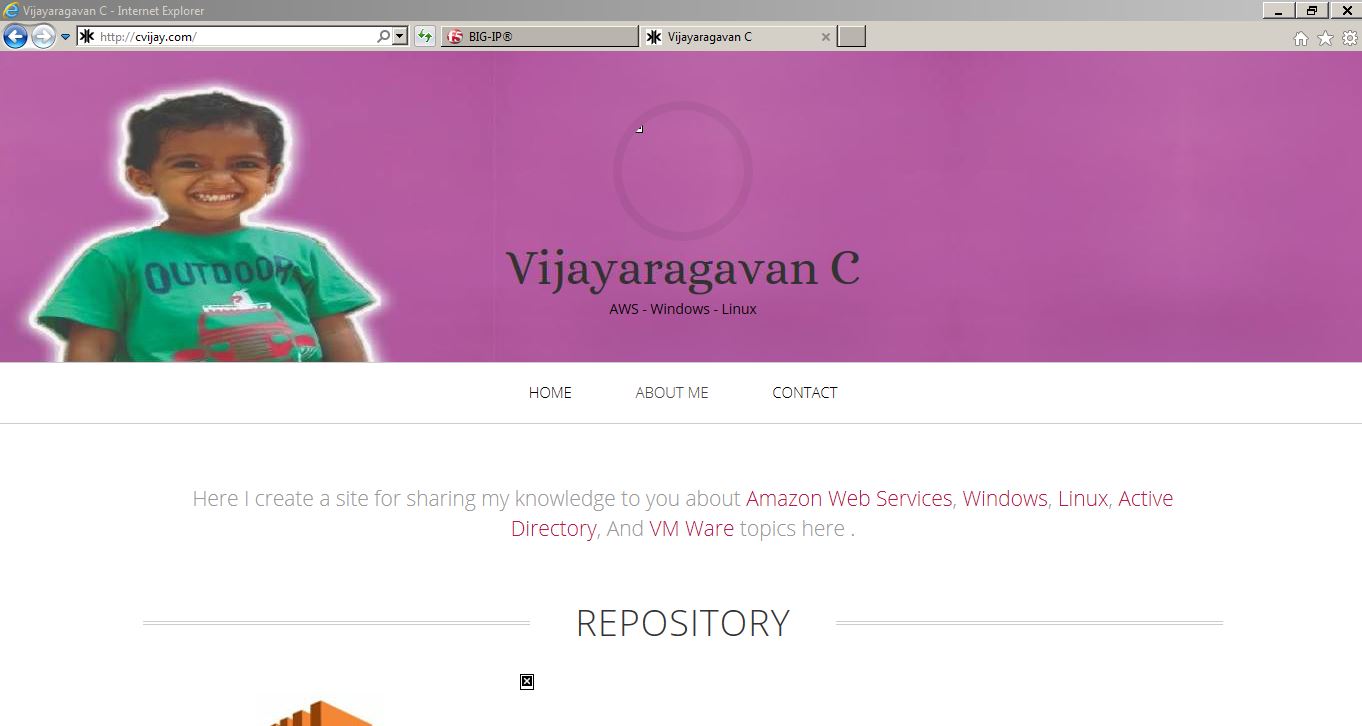 Vijayaragavan C - Internet Explorer
http://cvijay.com/
BIG-IP®
Vijayaragavan C
OUTDOOR
Vijayaragavan C
AWS - Windows - Linux
HOME ABOUT ME CONTACT
Here I create a site for sharing my knowledge to you about Amazon Web Services, Windows, Linux, Active
Directory, And VM Ware topics here .
REPOSITORY